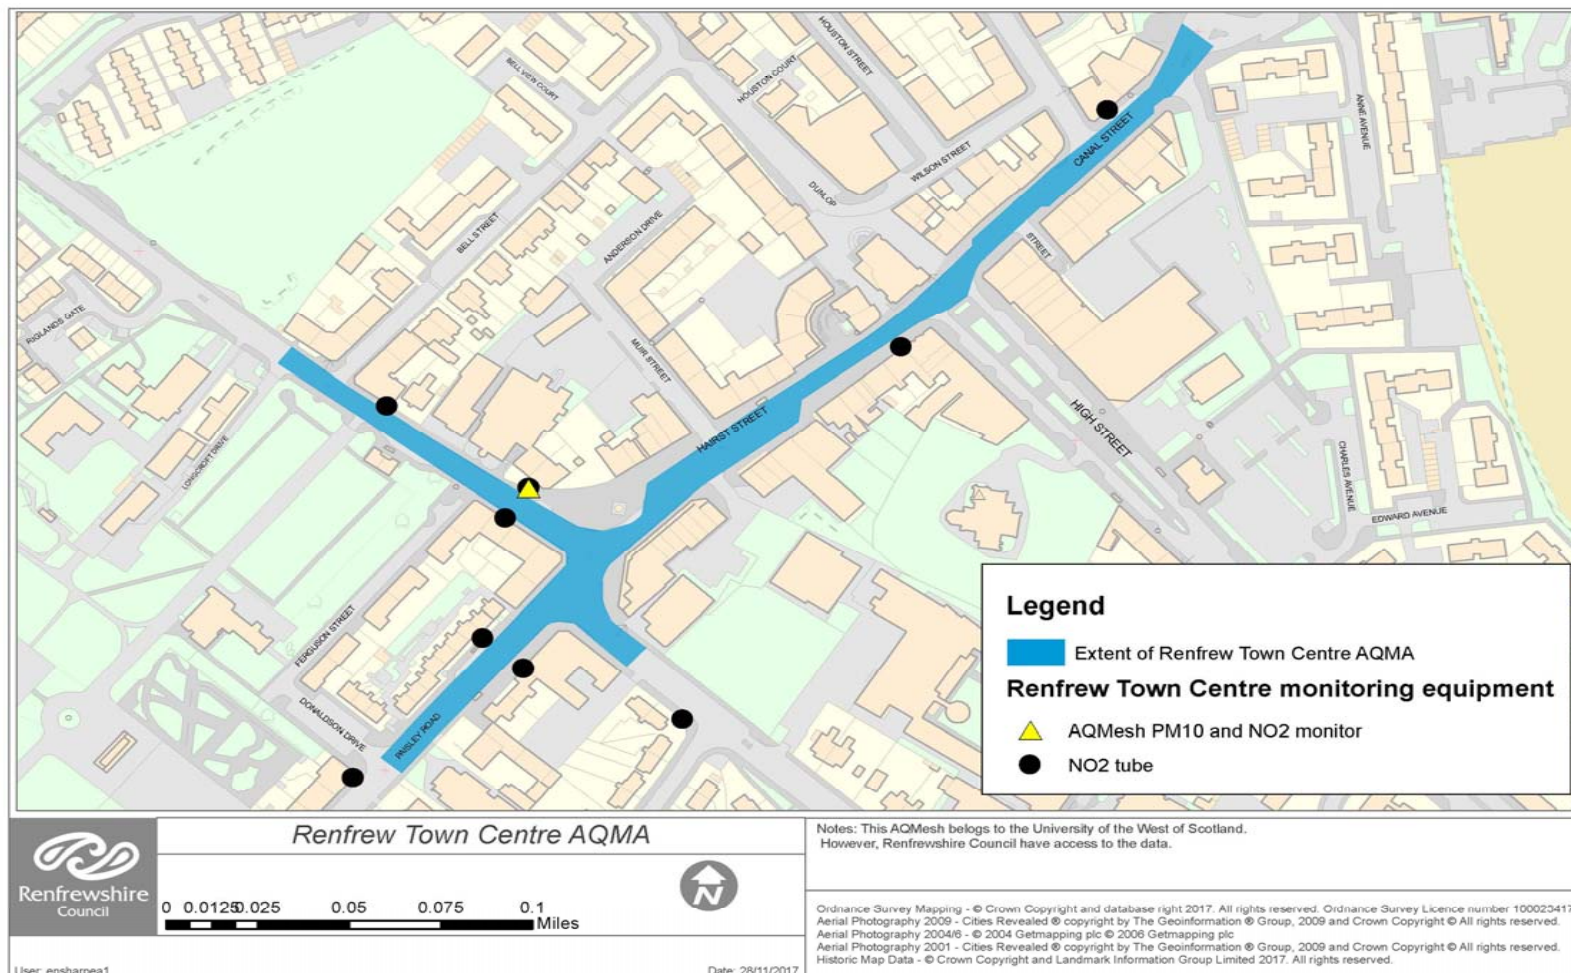 HOUSTON STREET
BELL VIEW COURT
HOUSTON COURT
ANNE AVENUE
CANAL STREET
WILSON STREET
DUNLOP
STREET
BELL STREET
ANDERSON DRIVE
RIGLANDS GATE
MUIR STREET
HAIRST STREET
HIGH STREET
LONGCROFT DRIVE
CHARLES AVENUE
EDWARD AVENUE
FERGUSON STREET
DONALDSON DRIVE
PAISLEY ROAD
Legend
Extent of Renfrew Town Centre AQMA
Renfrew Town Centre monitoring equipment
AQMesh PM10 and NO2 monitor
NO2 tube
Renfrewshire
Council
Renfrew Town Centre AQMA
N
0 0.0125 0.025 0.05 0.075 0.1
Miles
User: ensharpea1
Date: 28/11/2017
Notes: This AQMesh belogs to the University of the West of Scotland.
However, Renfrewshire Council have access to the data.
Ordnance Survey Mapping - © Crown Copyright and database right 2017. All rights reserved. Ordnance Survey Licence number 100023417
Aerial Photography 2009 - Cities Revealed ® copyright by The Geoinformation ® Group, 2009 and Crown Copyright © All rights reserved.
Aerial Photography 2004/6 - © 2004 Getmapping plc © 2006 Getmapping plc
Aerial Photography 2001 - Cities Revealed ® copyright by The Geoinformation ® Group, 2009 and Crown Copyright © All rights reserved.
Historic Map Data - © Crown Copyright and Landmark Information Group Limited 2017. All rights reserved.